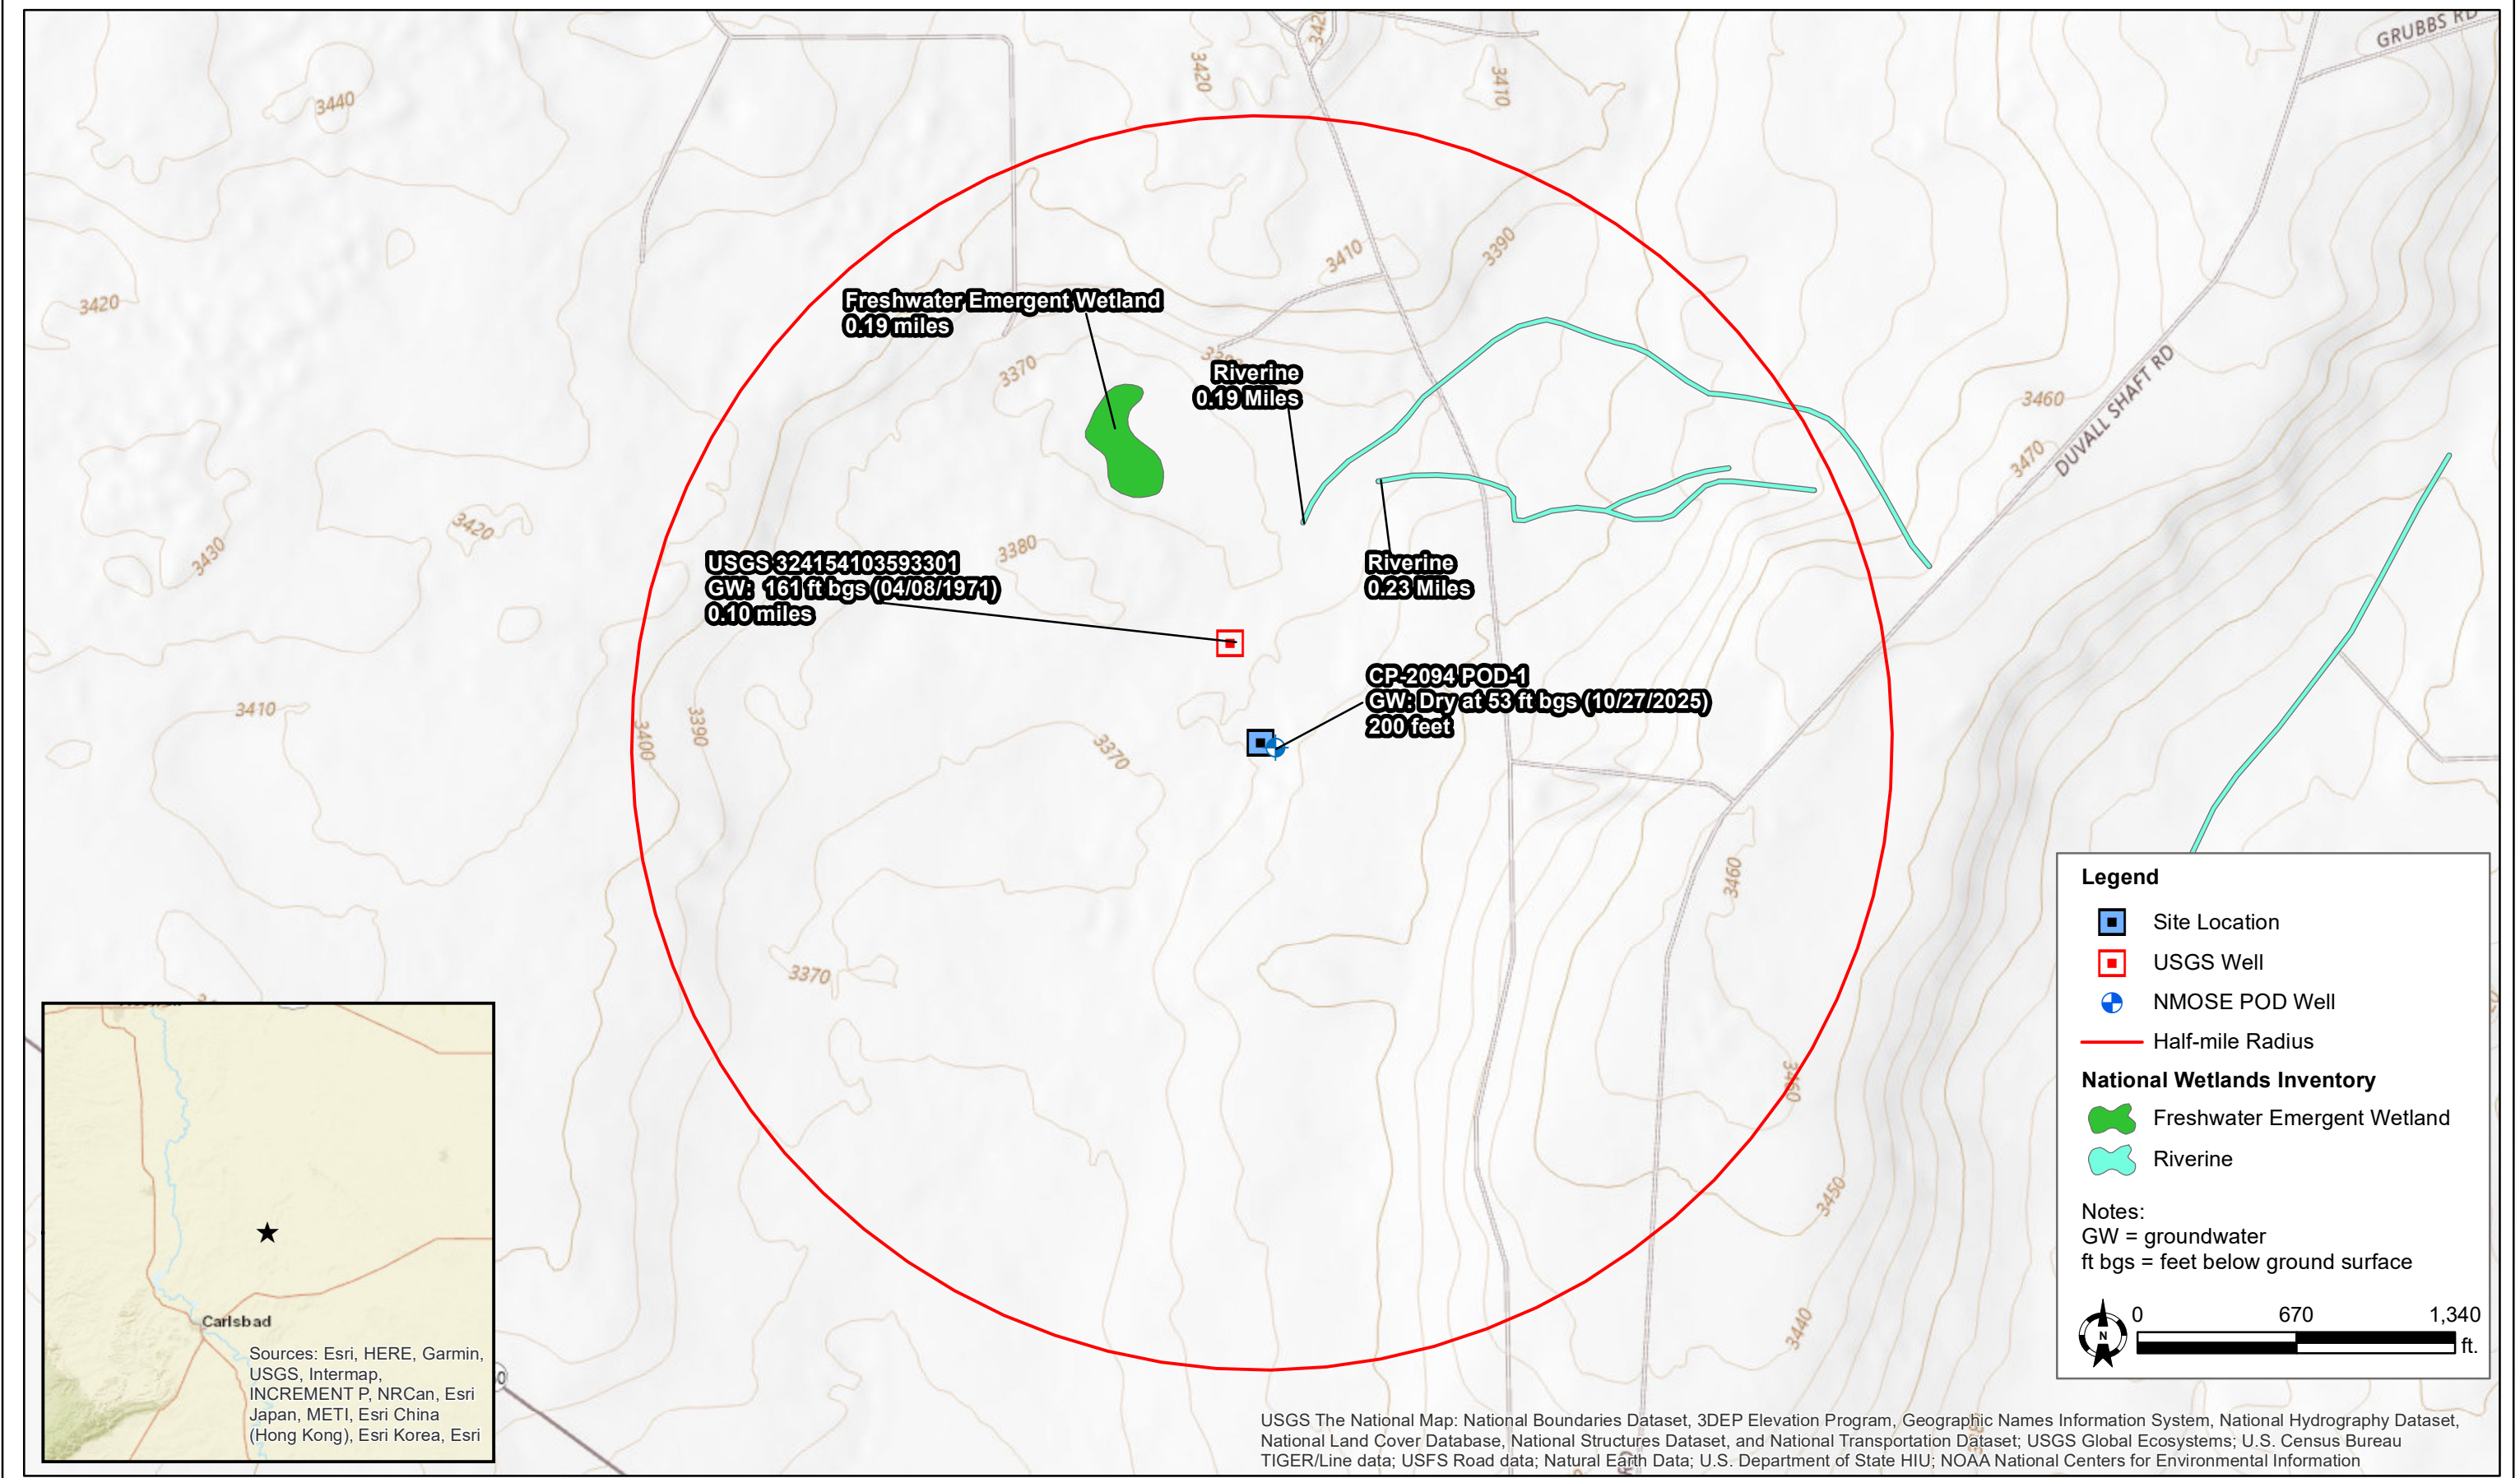 GRUBBS RD
3420
3440
3420
3410
3410
3390
3420
Freshwater Emergent Wetland
0.19 miles
Riverine
0.19 Miles
3370
3460
DUVALL SHAFT RD
3470
3420
3430
3380
USGS 324154103593301
GW:  161 ft bgs (04/08/1971)
0.10 miles
Riverine
0.23 Miles
CP-2094 POD-1
GW: Dry at 53 ft bgs (10/27/2025)
200 feet
3410
3400
3390
3370
3460
3370
3460
3450
3440
Legend
Site Location
USGS Well
NMOSE POD Well
Half-mile Radius
National Wetlands Inventory
Freshwater Emergent Wetland
Riverine
Notes:
GW = groundwater
ft bgs = feet below ground surface
N
0 670 1,340
ft.
Carlsbad
Sources: Esri, HERE, Garmin,
USGS, Intermap,
INCREMENT P, NRCan, Esri
Japan, METI, Esri China
(Hong Kong), Esri Korea, Esri
USGS The National Map: National Boundaries Dataset, 3DEP Elevation Program, Geographic Names Information System, National Hydrography Dataset,
National Land Cover Database, National Structures Dataset, and National Transportation Dataset; USGS Global Ecosystems; U.S. Census Bureau
TIGER/Line data; USFS Road data; Natural Earth Data; U.S. Department of State HIU; NOAA National Centers for Environmental Information